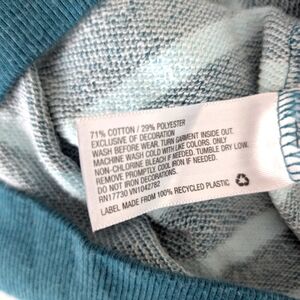 71% COTTON / 29% POLYESTER
EXCLUSIVE OF DECORATION
WASH BEFORE WEAR. TURN GARMENT INSIDE OUT.
MACHINE WASH COLD WITH LIKE COLORS. ONLY
NON-CHLORINE BLEACH IF NEEDED. TUMBLE DRY LOW.
REMOVE PROMPTLY. COOL IRON IF NEEDED.
DO NOT IRON DECORATIONS.
RN17730 VN1042782
LABEL MADE FROM 100% RECYCLED PLASTIC